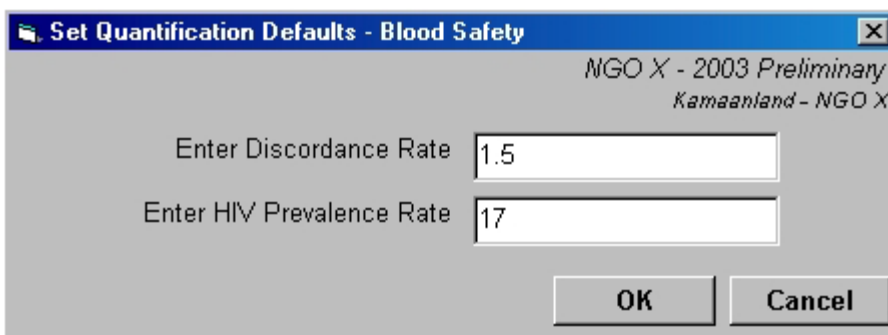 Set Quantification Defaults - Blood Safety
NGO X - 2003 Preliminary
Kamaanland - NGO X
Enter Discordance Rate 1.5
Enter HIV Prevalence Rate 17
OK Cancel